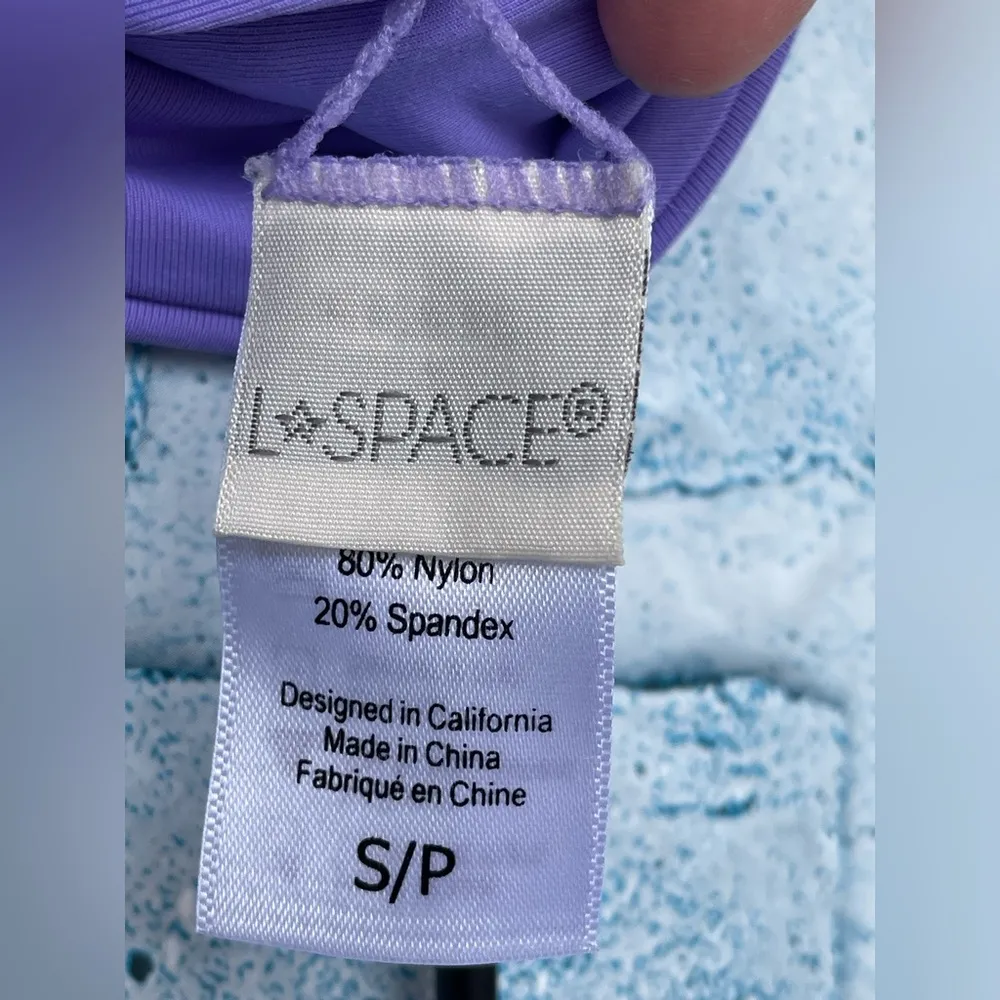 L☆SPACE®
80% Nylon
20% Spandex
Designed in California
Made in China
Fabriqué en Chine
S/P